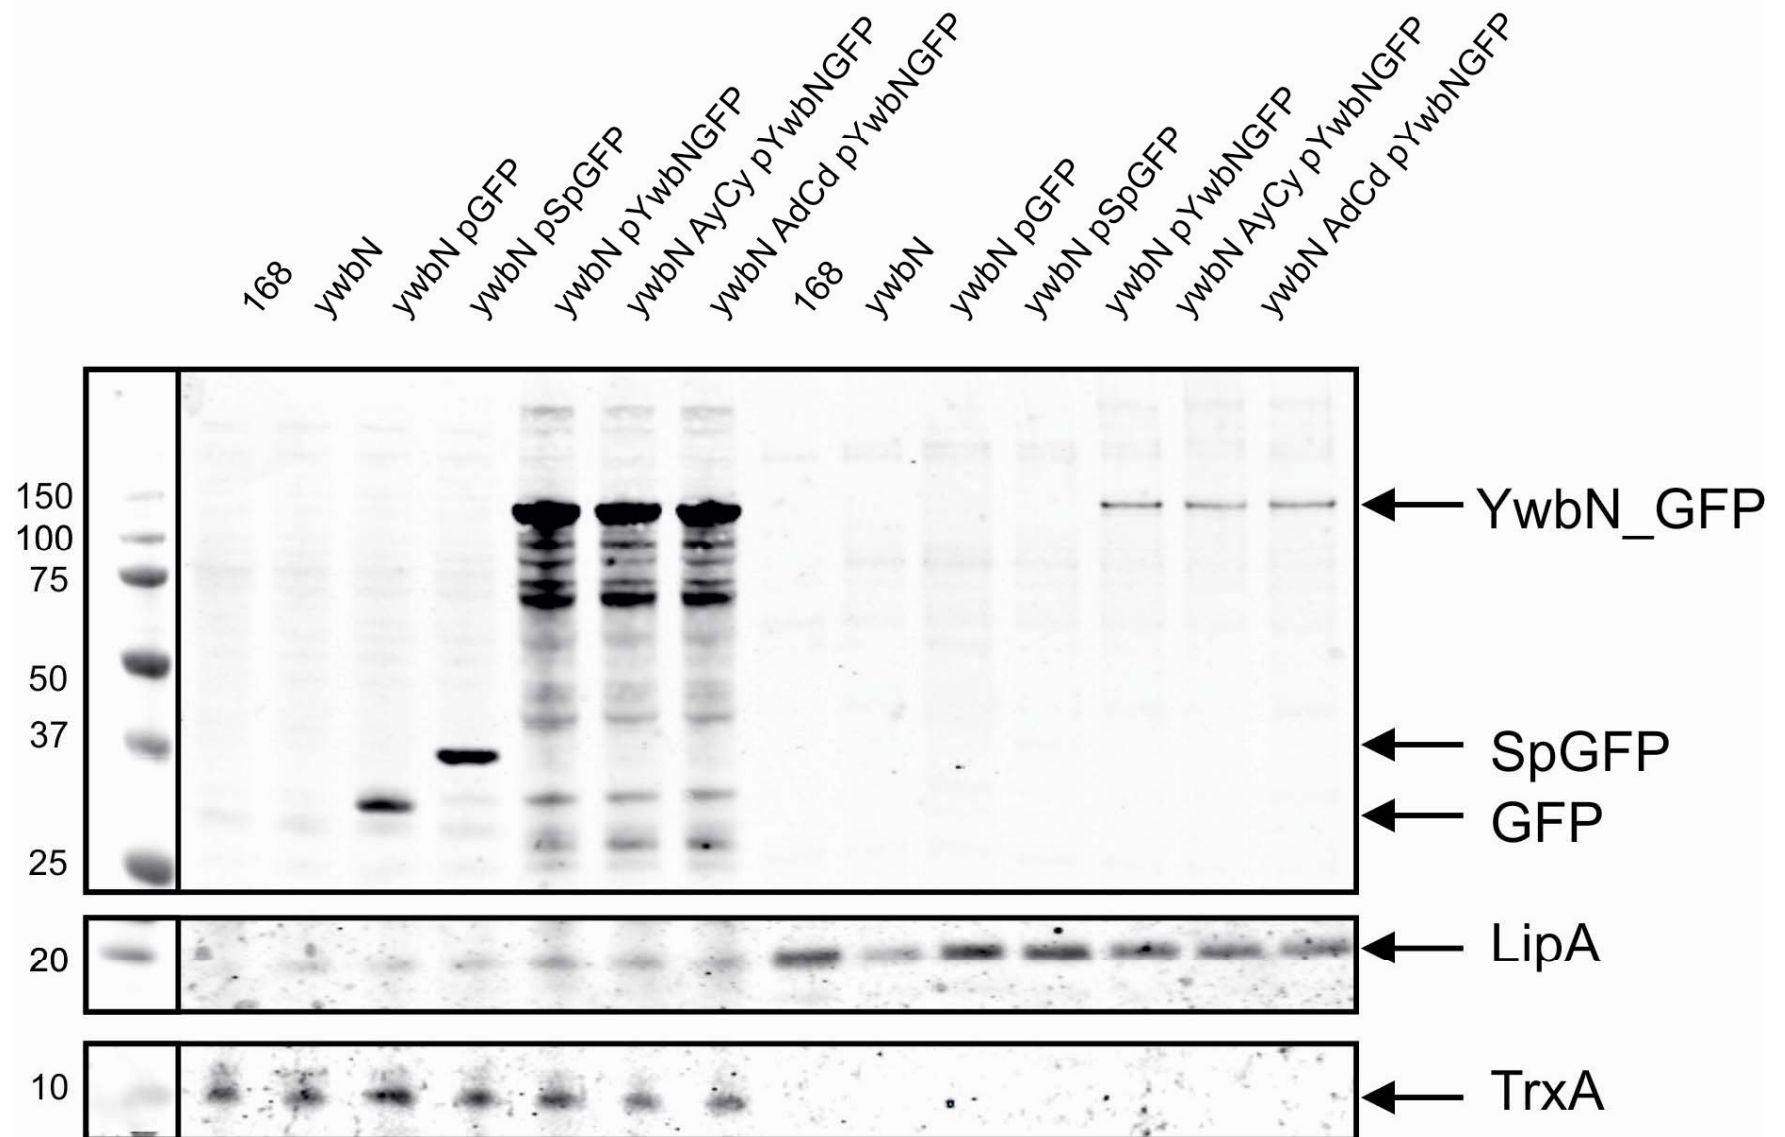 168
ywbN
ywbN pGFP
ywbN pSpGFP
ywbN pYwbNGFP
ywbN AyCy pYwbNGFP
ywbN AdCd pYwbNGFP
168
ywbN
ywbN pGFP
ywbN pSpGFP
ywbN pYwbNGFP
ywbN AyCy pYwbNGFP
ywbN AdCd pYwbNGFP
150
YwbN_GFP
100
75
50
37
SpGFP
GFP
25
LipA
20
10
TrxA